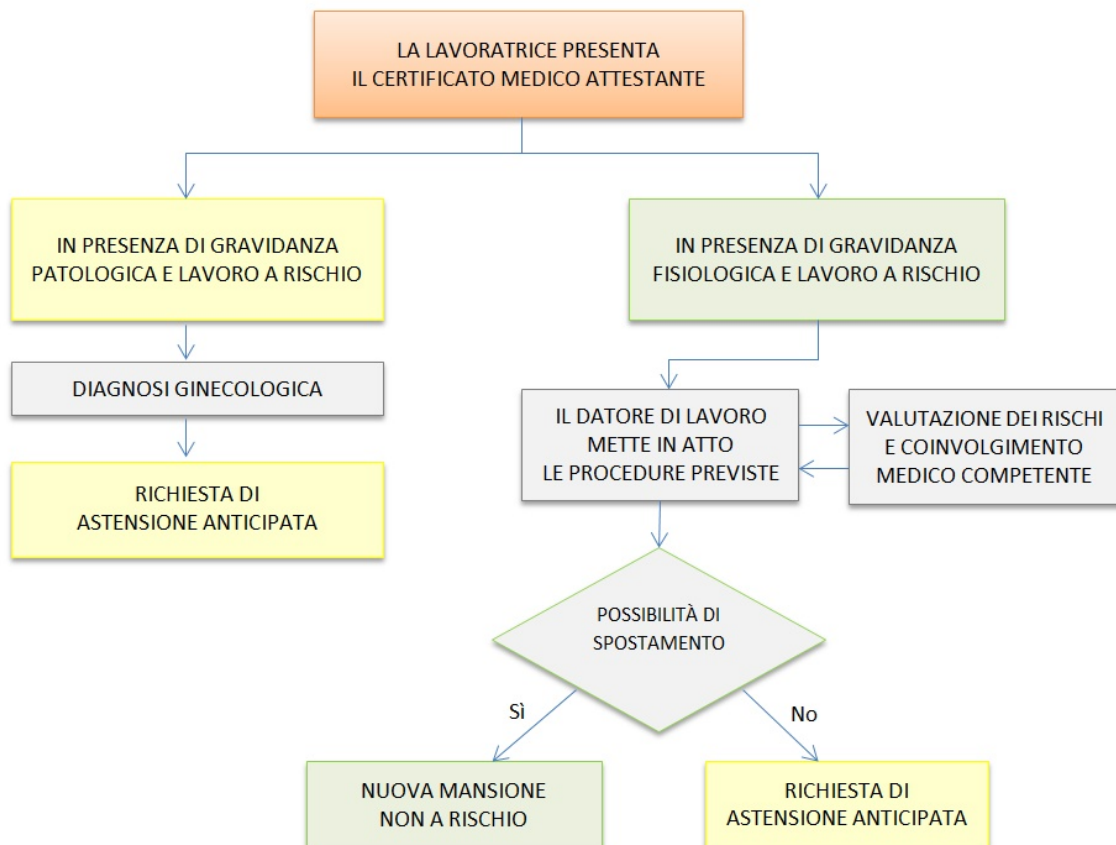 LA LAVORATRICE PRESENTA
IL CERTIFICATO MEDICO ATTESTANTE
IN PRESENZA DI GRAVIDANZA
PATOLOGICA E LAVORO A RISCHIO
IN PRESENZA DI GRAVIDANZA
FISIOLOGICA E LAVORO A RISCHIO
DIAGNOSI GINECOLOGICA
IL DATORE DI LAVORO
METTE IN ATTO
LE PROCEDURE PREVISTE
VALUTAZIONE DEI RISCHI
E COINVOLGIMENTO
MEDICO COMPETENTE
RICHIESTA DI
ASTENSIONE ANTICIPATA
POSSIBILITÀ DI
SPOSTAMENTO
Sì
No
NUOVA MANSIONE
NON A RISCHIO
RICHIESTA DI
ASTENSIONE ANTICIPATA